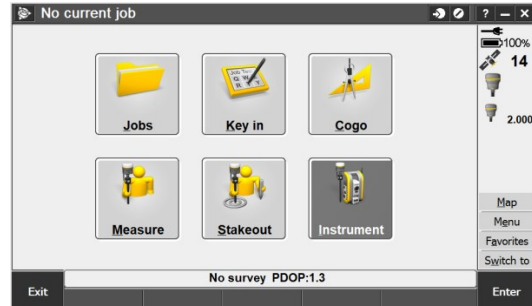 No current job
? – ×
100%
14
2.000
Jobs
Key in
Cogo
Measure
Stakeout
Instrument
Map
Menu
Favorites
Switch to
No survey PDOP:1.3
Exit
Enter